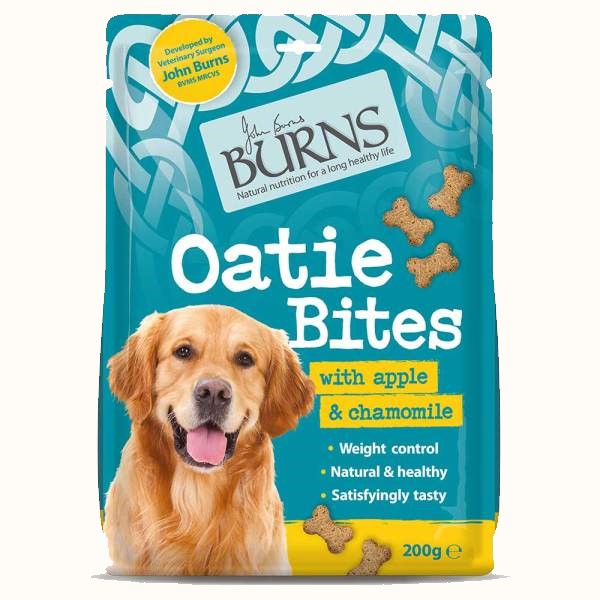 Developed by
Veterinary Surgeon
John Burns
BVMS MRCVS
John Burns
BURNS
Natural nutrition for a long healthy life
Oatie
Bites
with apple
& chamomile
• Weight control
• Natural & healthy
• Satisfyingly tasty
200g ℮